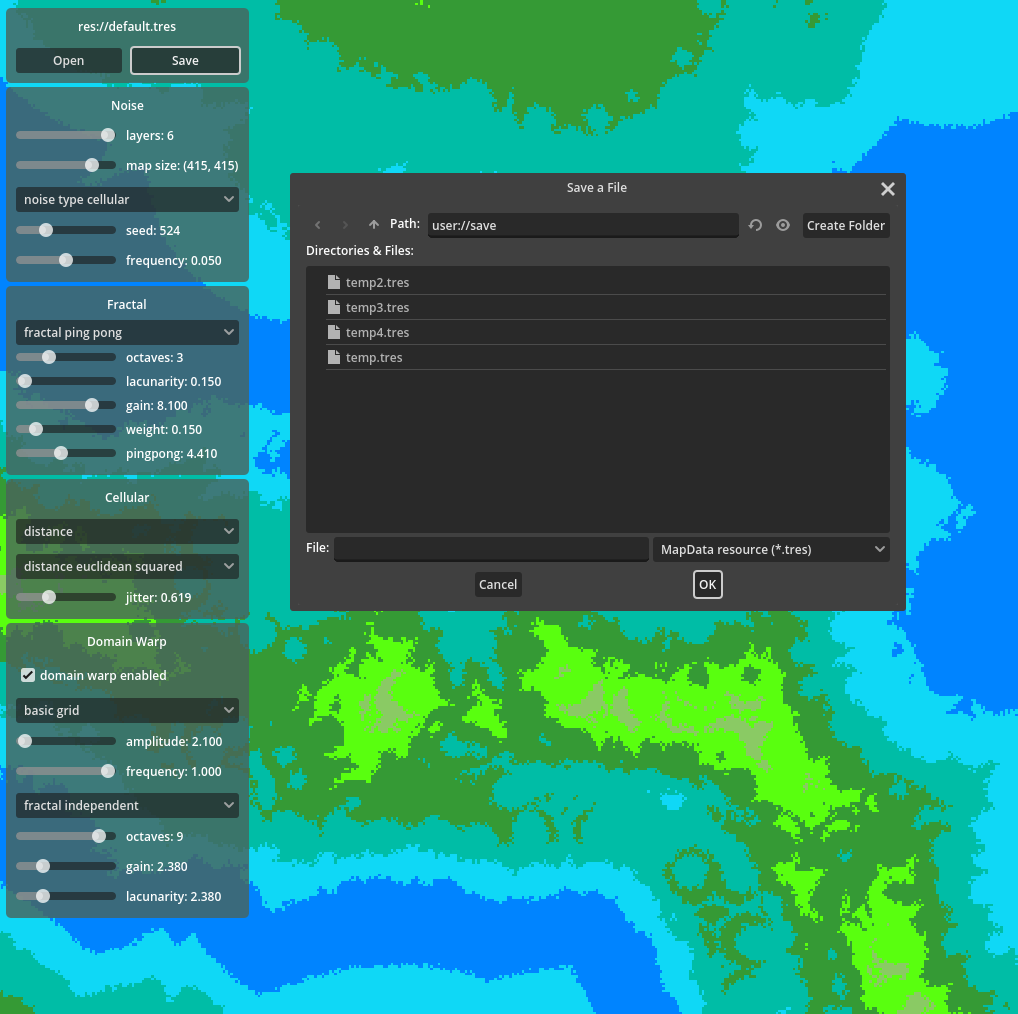 res://default.tres
Open Save
Noise
layers: 6
map size: (415, 415)
noise type cellular
seed: 524
frequency: 0.050
Fractal
fractal ping pong
octaves: 3
lacunarity: 0.150
gain: 8.100
weight: 0.150
pingpong: 4.410
Cellular
distance
distance euclidean squared
jitter: 0.619
Domain Warp
domain warp enabled
basic grid
amplitude: 2.100
frequency: 1.000
fractal independent
octaves: 9
gain: 2.380
lacunarity: 2.380
Save a File
Path: user://save Create Folder
Directories & Files:
temp2.tres
temp3.tres
temp4.tres
temp.tres
File: MapData resource (*.tres)
Cancel OK